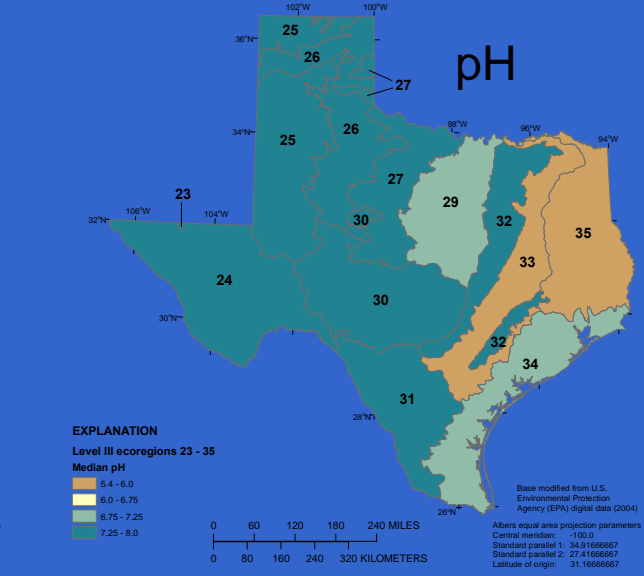 102°W
100°W
25
36°N
26
pH
27
98°W
96°W
94°W
34°N
25
26
27
23
29
32°N
106°W
104°W
30
32
35
33
24
30
30°N
32
34
31
28°N
EXPLANATION
Level III ecoregions 23 - 35
Median pH
5.4 - 6.0
6.0 - 6.75
6.75 - 7.25
7.25 - 8.0
26°N
Base modified from U.S.
Environmental Protection
Agency (EPA) digital data (2004)
Albers equal area projection parameters
Central meridian: -100.0
Standard parallel 1: 34.91666667
Standard parallel 2: 27.41666667
Latitude of origin: 31.16666667
0 60 120 180 240 MILES
0 80 160 240 320 KILOMETERS